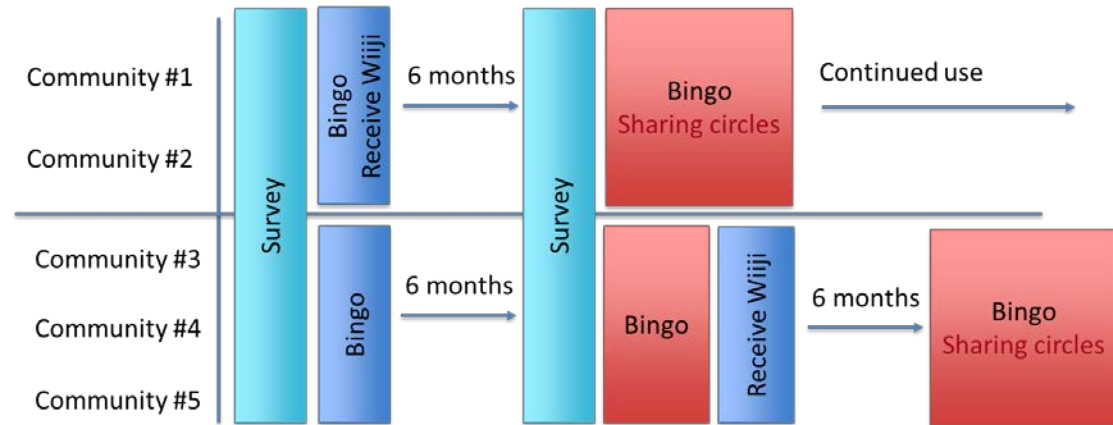 Community #1
Community #2
Survey
Bingo
Receive Wiiji
6 months
Survey
Bingo
Sharing circles
Continued use
Community #3
Community #4
Community #5
Bingo
6 months
Bingo
Receive Wiiji
6 months
Bingo
Sharing circles